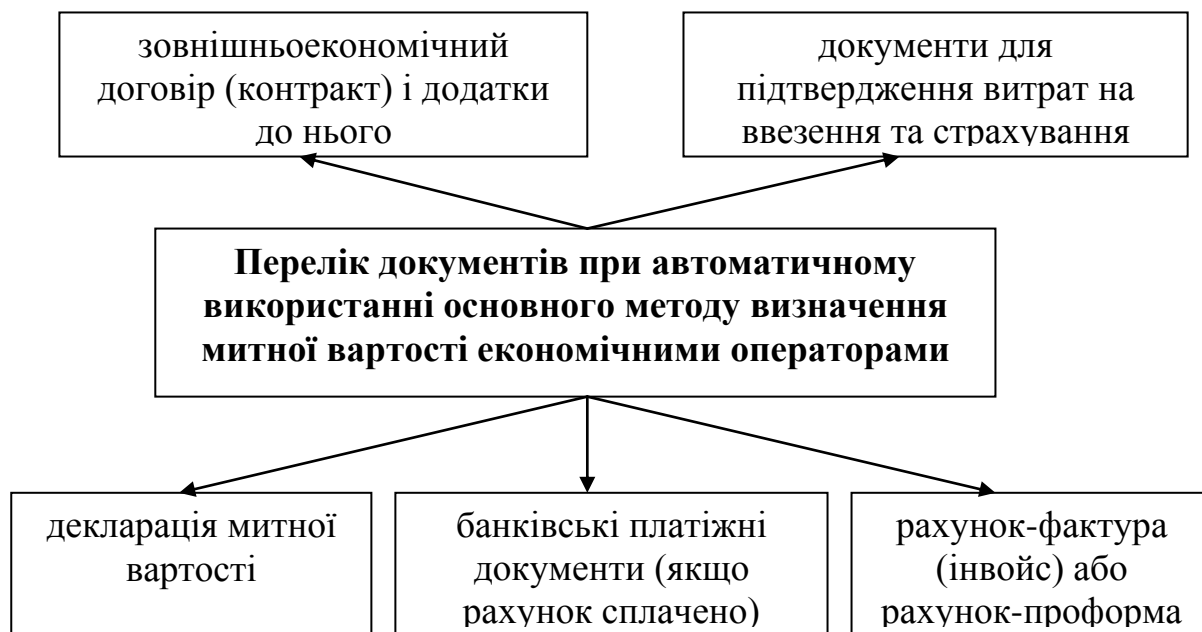 зовнішньоекономічний
договір (контракт) і додатки
до нього
документи для
підтвердження витрат на
ввезення та страхування
Перелік документів при автоматичному
використанні основного методу визначення
митної вартості економічними операторами
декларація митної
вартості
банківські платіжні
документи (якщо
рахунок сплачено)
рахунок-фактура
(інвойс) або
рахунок-проформа